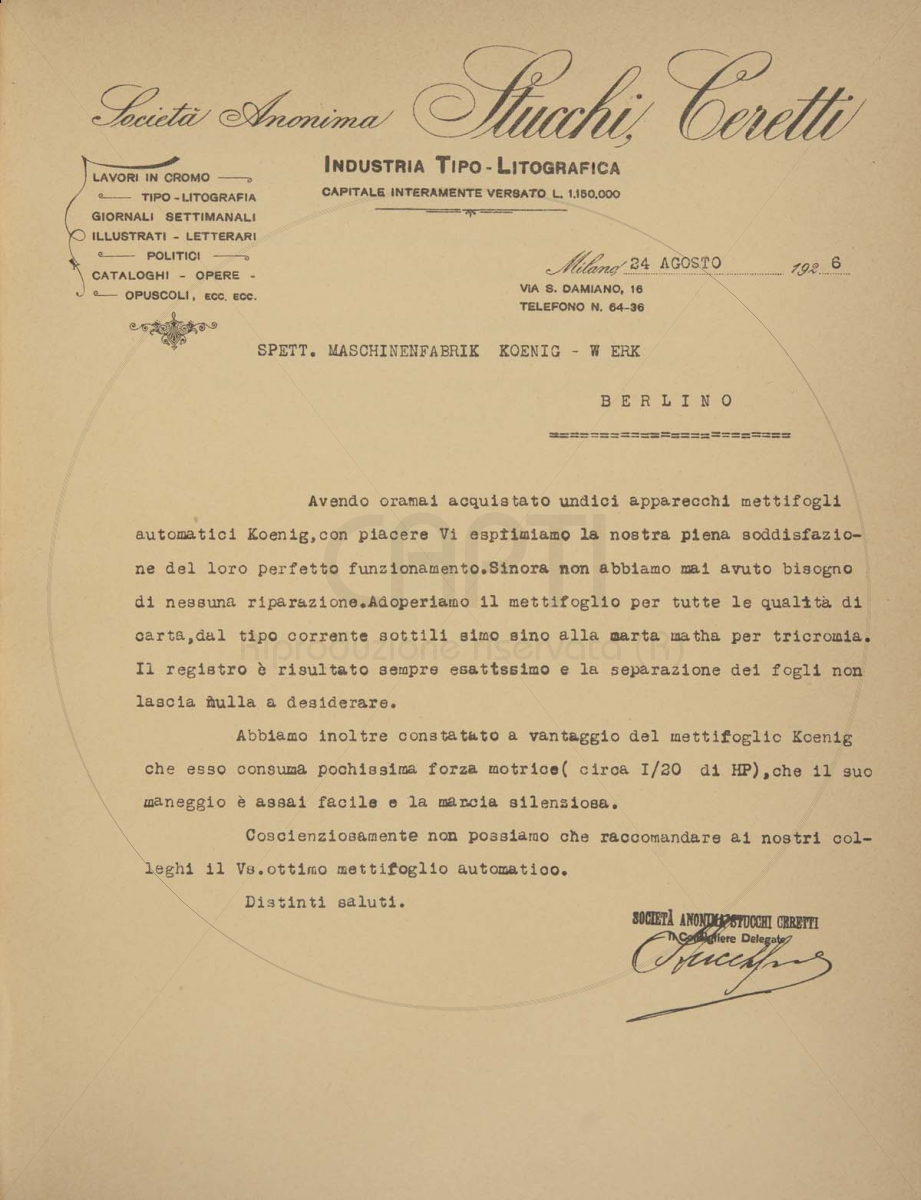 Società Anonima Stucchi, Ceretti
INDUSTRIA TIPO-LITOGRAFICA
CAPITALE INTERAMENTE VERSATO L. 1.150.000
LAVORI IN CROMO
TIPO-LITOGRAFIA
GIORNALI SETTIMANALI
ILLUSTRATI - LETTERARI
POLITICI
CATALOGHI - OPERE -
OPUSCOLI, ECC. ECC.
Milano 24 AGOSTO 192 6
VIA S. DAMIANO, 16
TELEFONO N. 64-36
SPETT. MASCHINENFABRIK KOENIG - W ERK
B E R L I N O
========================
Avendo oramai acquistato undici apparecchi mettifogli
automatici Koenig,con piacere Vi esptimiamo la nostra piena soddisfazio-
ne del loro perfetto funzionamento.Sinora non abbiamo mai avuto bisogno
di nessuna riparazione.Adoperiamo il mettifoglio per tutte le qualità di
carta,dal tipo corrente sottili simo sino alla marta matha per tricromia.
Il registro è risultato sempre esattssimo e la separazione dei fogli non
lascia nulla a desiderare.
Abbiamo inoltre constatato a vantaggio del mettifoglio Koenig
che esso consuma pochissima forza motrice( circa I/20 di HP),che il suo
maneggio è assai facile e la marcia silenziosa.
Coscienziosamente non possiamo che raccomandare ai nostri col-
leghi il Vs.ottimo mettifoglio automatico.
Distinti saluti.
SOCIETÀ ANONIMA STUCCHI CERETTI
Il Consigliere Delegato
riproduzione riservata (R)